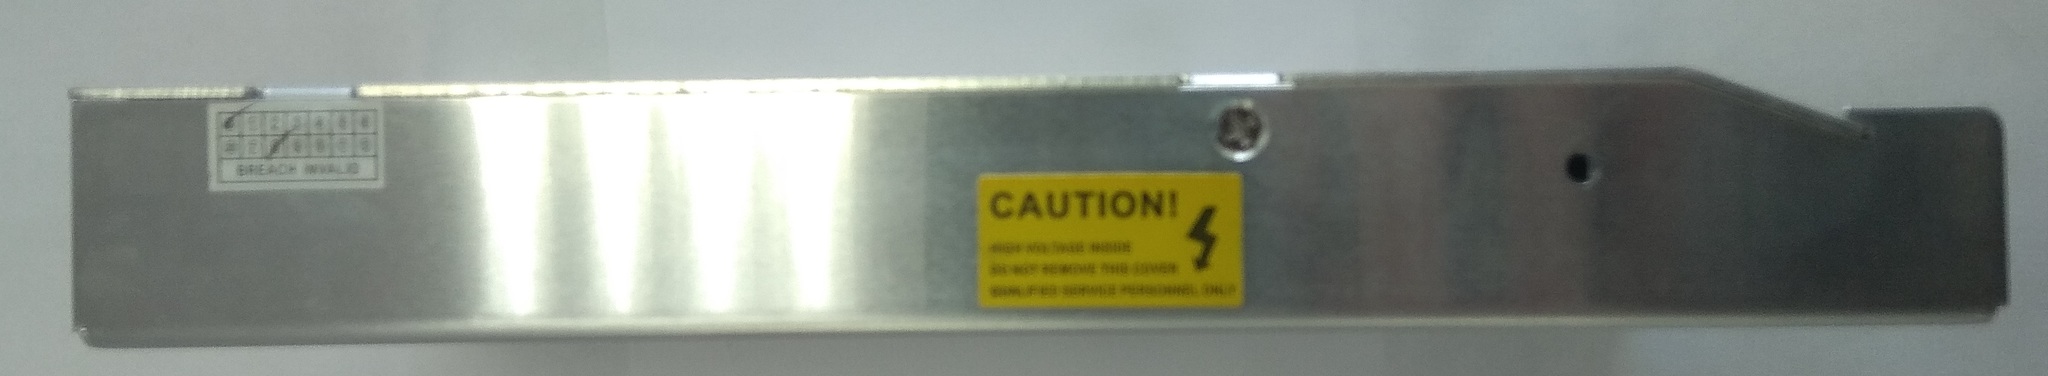 BREACH INVALID
CAUTION!
HIGH VOLTAGE INSIDE
DO NOT REMOVE THIS COVER
QUALIFIED SERVICE PERSONNEL ONLY